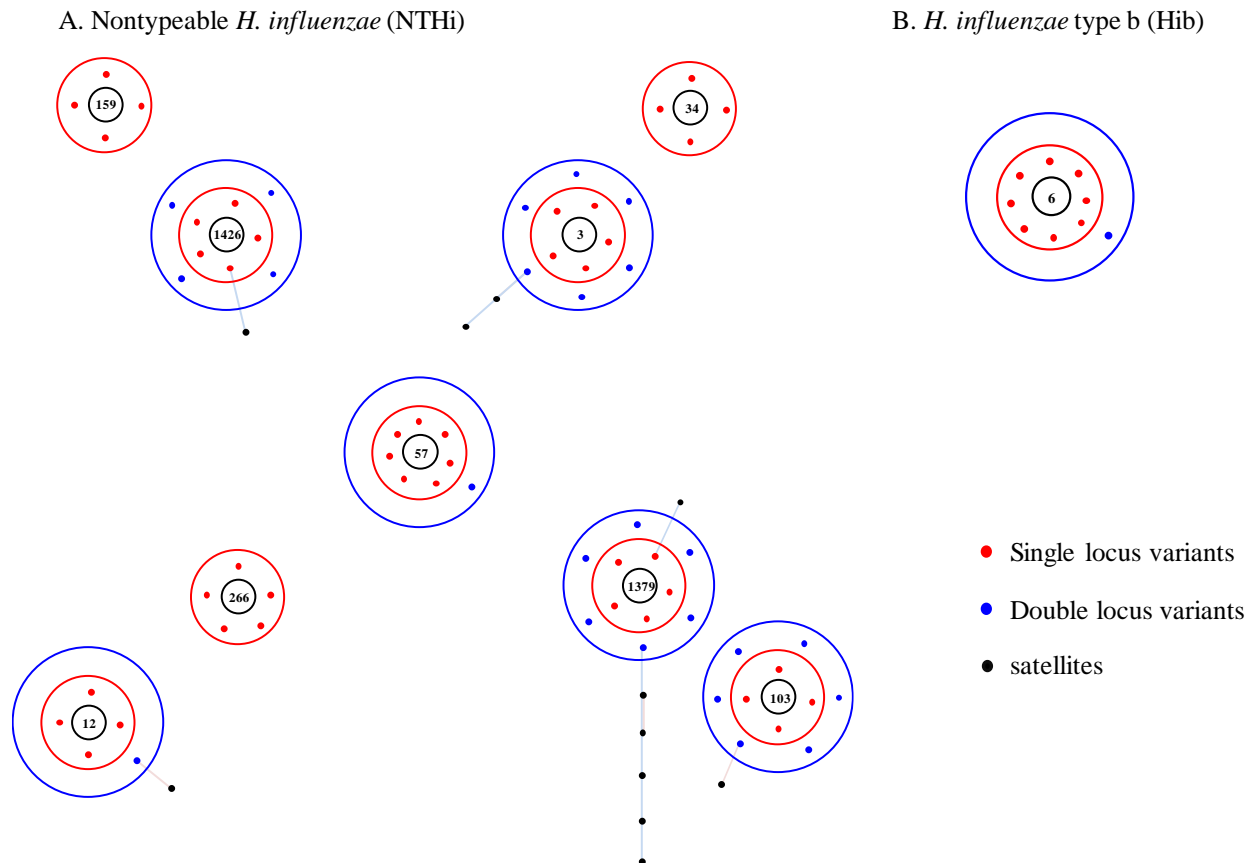 A. Nontypeable H. influenzae (NTHi)
B. H. influenzae type b (Hib)
159
34
1426
3
6
57
266
1379
12
103
Single locus variants
Double locus variants
satellites